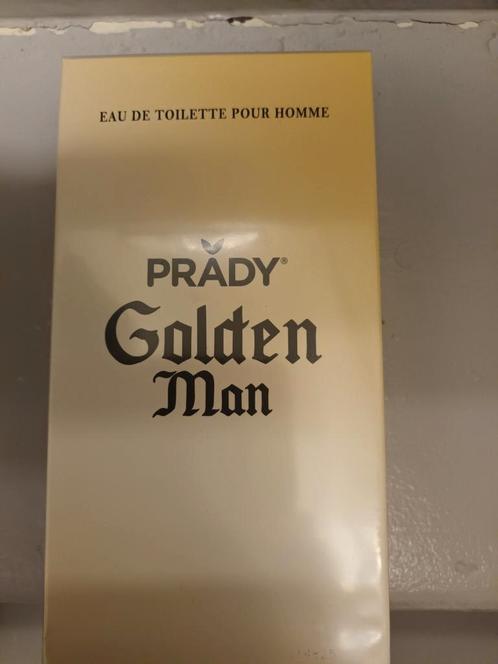 EAU DE TOILETTE POUR HOMME
PRADY®
Golden
Man